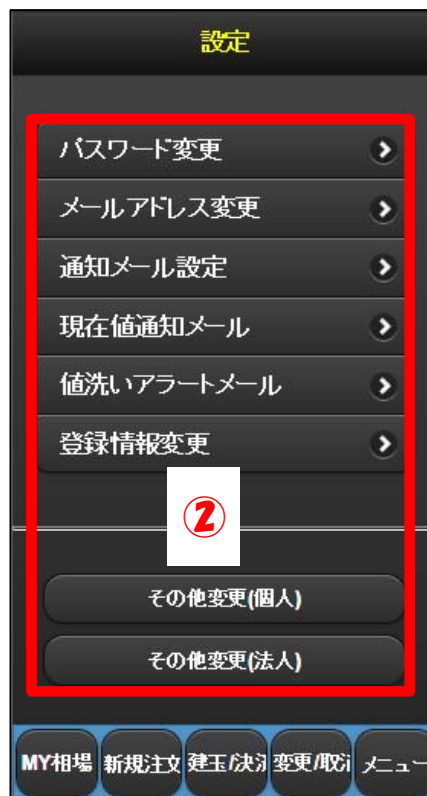 設定
パスワード変更
メールアドレス変更
通知メール設定
現在値通知メール
値洗いアラートメール
登録情報変更
②
その他変更(個人)
その他変更(法人)
MY相場 新規注文 建玉/決済 変更/取消 メニュー